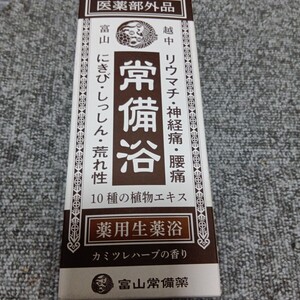 医薬部外品
越中
富山
リウマチ・神経痛・腰痛
常備浴
にきび・しっしん・荒れ性
10種の植物エキス
薬用生薬浴
カミツレハーブの香り
富山常備薬